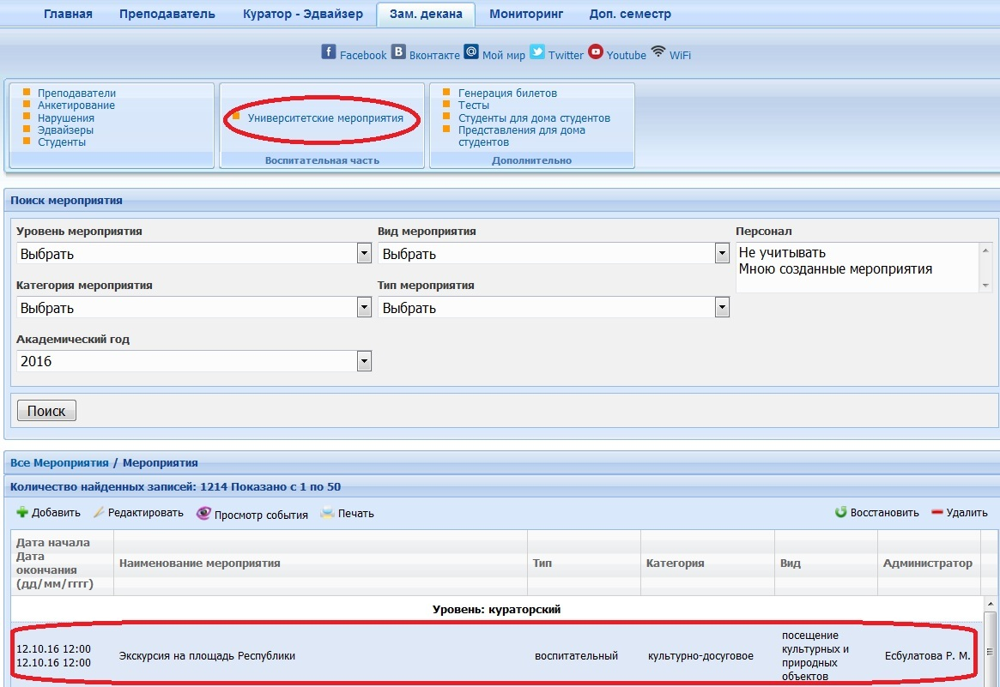 Главная Преподаватель Куратор - Эдвайзер Зам. декана Мониторинг Доп. семестр
Facebook Вконтакте Мой мир Twitter Youtube WiFi
Преподаватели
Анкетирование
Нарушения
Эдвайзеры
Студенты
Университетские мероприятия
Воспитательная часть
Генерация билетов
Тесты
Студенты для дома студентов
Представления для дома
студентов
Дополнительно
Поиск мероприятия
Уровень мероприятия Вид мероприятия Персонал
Выбрать Выбрать Не учитывать
Мною созданные мероприятия
Категория мероприятия Тип мероприятия
Выбрать Выбрать
Академический год
2016
Поиск
Все Мероприятия / Мероприятия
Количество найденных записей: 1214 Показано с 1 по 50
Добавить Редактировать Просмотр события Печать Восстановить Удалить
Дата начала
Дата
окончания
(дд/мм/гггг)
Наименование мероприятия Тип Категория Вид Администратор
Уровень: кураторский
12.10.16 12:00
12.10.16 12:00
Экскурсия на площадь Республики воспитательный культурно-досуговое
посещение
культурных и
природных
объектов
Есбулатова Р. М.